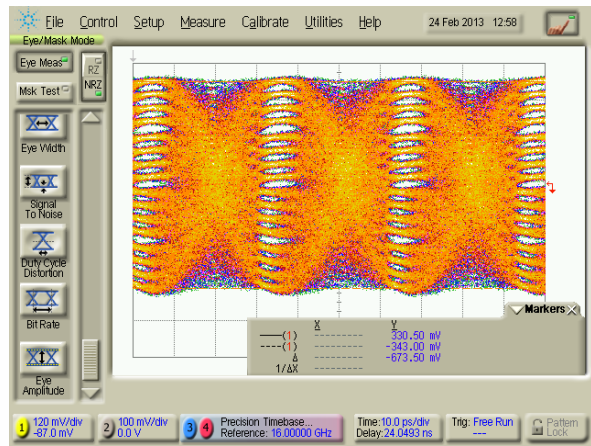 File Control Setup Measure Calibrate Utilities Help 24 Feb 2013 12:58
Eye/Mask Mode
Eye Meas
Msk Test
RZ
NRZ
Eye Width
Signal
To Noise
Duty Cycle
Distortion
Bit Rate
Eye
Amplitude
Markers X
X Y
(1) --------- 330.50 mV
----(1) --------- -343.00 mV
Δ --------- -673.50 mV
1/ΔX ---------
1 120 mV/div
-87.0 mV
2 100 mV/div
0.0 V
3 4 Precision Timebase...
Reference: 16.00000 GHz
Time:10.0 ps/div
Delay:24.0493 ns
Trig: Free Run
---
Pattern
Lock